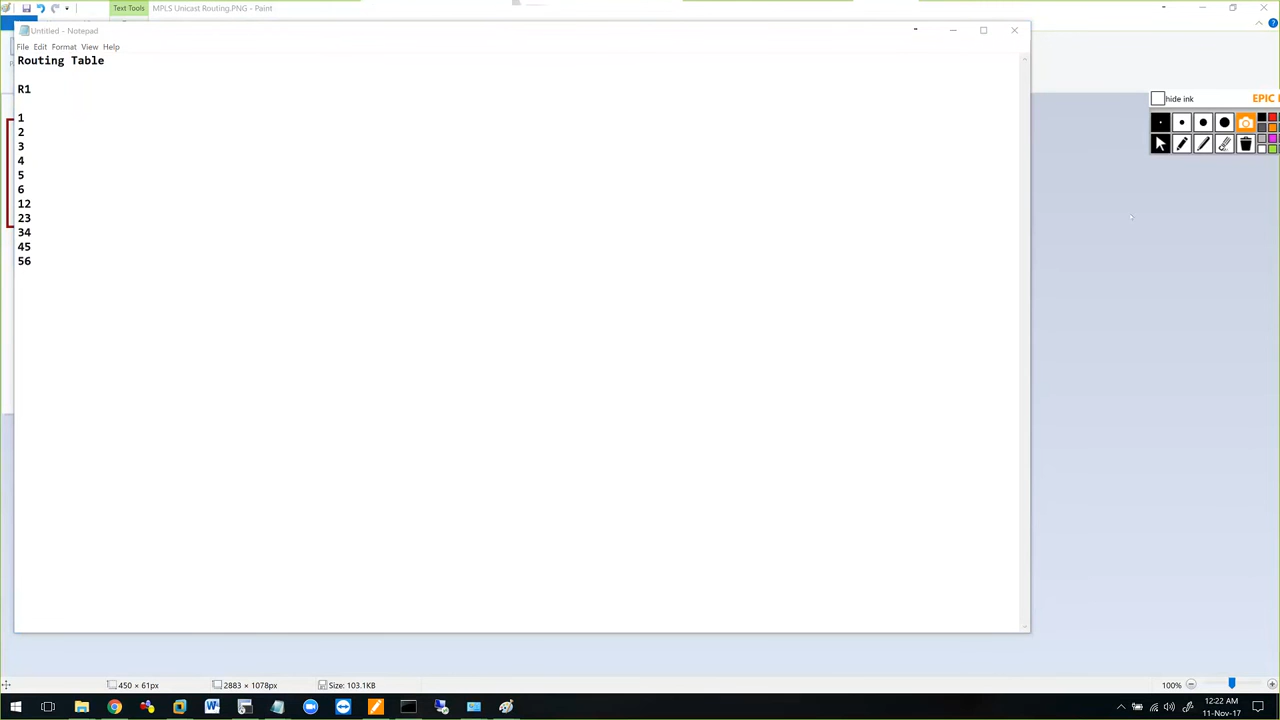 Text Tools
MPLS Unicast Routing.PNG - Paint
Untitled - Notepad
File Edit Format View Help
Routing Table
R1
1
2
3
4
5
6
12
23
34
45
56
hide ink
EPIC
450 × 61px
2883 × 1078px
Size: 103.1KB
100%
12:22 AM
11-Nov-17